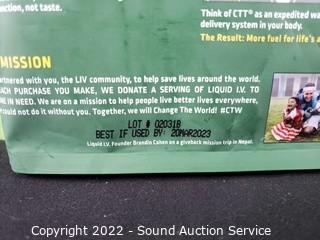 nction, not taste.
Think of CTT® as an expedited wa
delivery system in your body.
The Result: More fuel for life's a
MISSION
artnered with you, the LIV community, to help save lives around the world.
ACH PURCHASE YOU MAKE, WE DONATE A SERVING OF LIQUID I.V. TO
NE IN NEED. We are on a mission to help people live better lives everywhere,
could not do it without you. Together, we will Change The World! #CTW
LOT # 02031B
BEST IF USED BY: 20MAR2023
Liquid I.V. Founder Brandin Cohen on a giveback mission trip in Nepal.
Copyright 2022 - Sound Auction Service